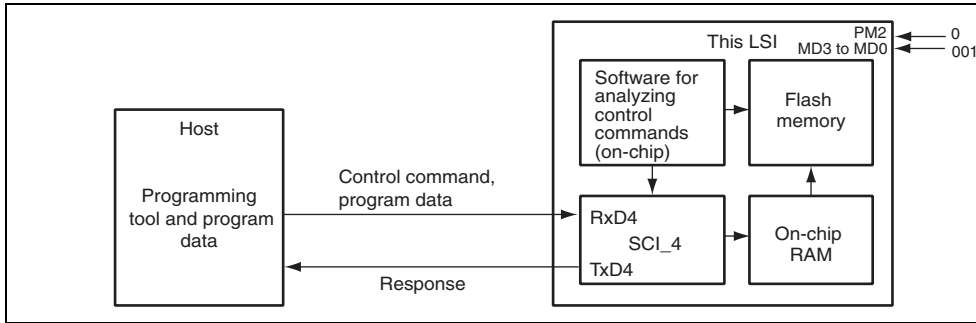 This LSI
PM2
0
MD3 to MD0
001
Software for
analyzing
control
commands
(on-chip)
Flash
memory
Host
Programming
tool and program
data
Control command,
program data
RxD4
SCI_4
TxD4
On-chip
RAM
Response